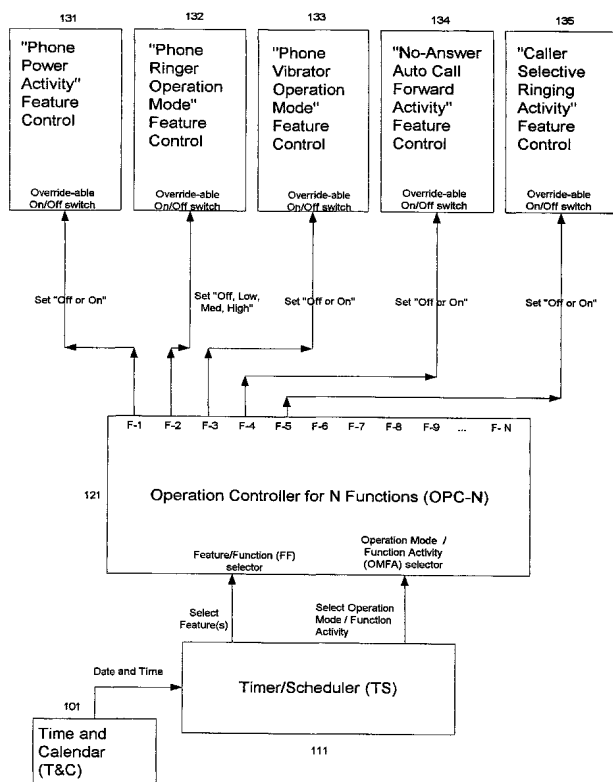 131
132
133
134
135
"Phone
Power
Activity"
Feature
Control
Override-able
On/Off switch
"Phone
Ringer
Operation
Mode"
Feature
Control
Override-able
On/Off switch
"Phone
Vibrator
Operation
Mode"
Feature
Control
Override-able
On/Off switch
"No-Answer
Auto Call
Forward
Activity"
Feature
Control
Override-able
On/Off switch
"Caller
Selective
Ringing
Activity"
Feature
Control
Override-able
On/Off switch
Set "Off or On"
Set "Off, Low,
Med, High"
Set "Off or On"
Set "Off or On"
Set "Off or On"
F-1 F-2 F-3 F-4 F-5 F-6 F-7 F-8 F-9 ... F- N
121
Operation Controller for N Functions (OPC-N)
Feature/Function (FF)
selector
Operation Mode /
Function Activity
(OMFA) selector
Select
Feature(s)
Select Operation
Mode / Function
Activity
Date and Time
Timer/Scheduler (TS)
101
Time and
Calendar
(T&C)
111